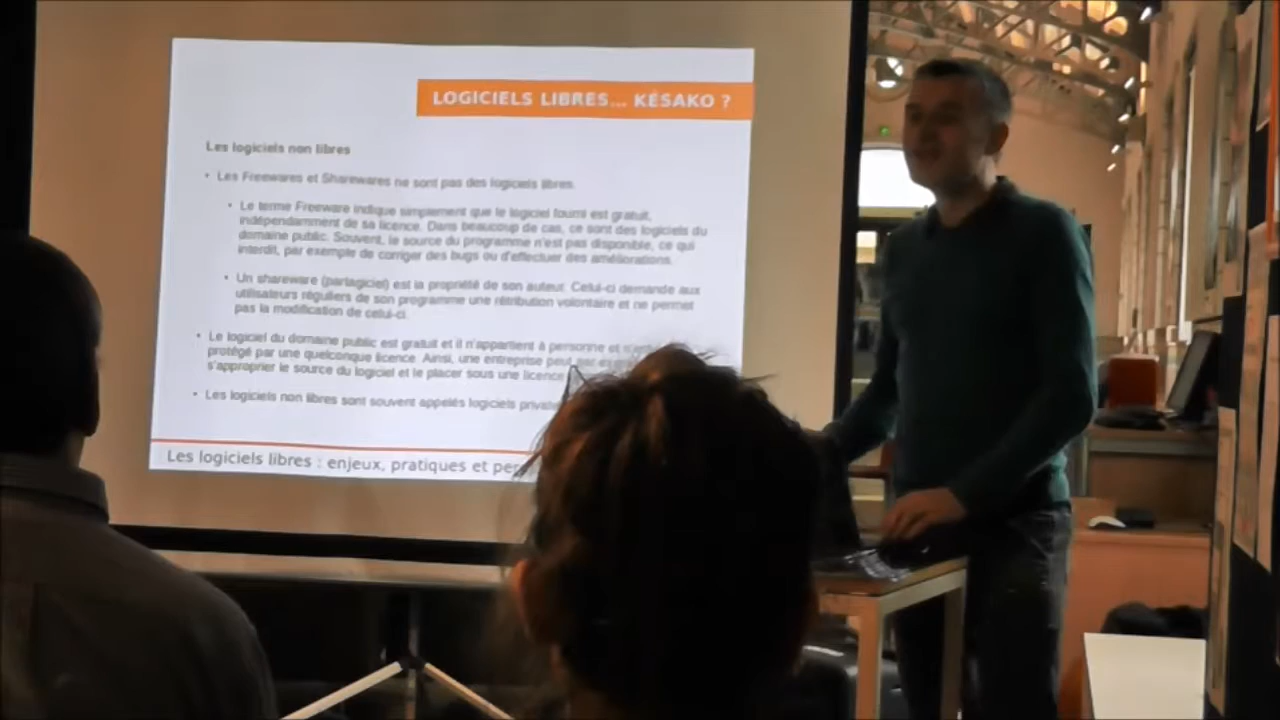 LOGICIELS LIBRES... KÉSAKO ?
Les logiciels non libres
• Les Freewares et Sharewares ne sont pas des logiciels libres.
• Le terme Freeware indique simplement que le logiciel fourni est gratuit,
indépendamment de sa licence. Dans beaucoup de cas, ce sont des logiciels du
domaine public. Souvent, le source du programme n'est pas disponible, ce qui
interdit, par exemple de corriger des bugs ou d'effectuer des améliorations.
• Un shareware (partagiciel) est la propriété de son auteur. Celui-ci demande aux
utilisateurs réguliers de son programme une rétribution volontaire et ne permet
pas la modification de celui-ci.
• Le logiciel du domaine public est gratuit et il n'appartient à personne et
protégé par une quelconque licence. Ainsi, une entreprise peut
s'approprier le source du logiciel et le placer sous une licence
• Les logiciels non libres sont souvent appelés logiciels
Les logiciels libres : enjeux, pratiques et